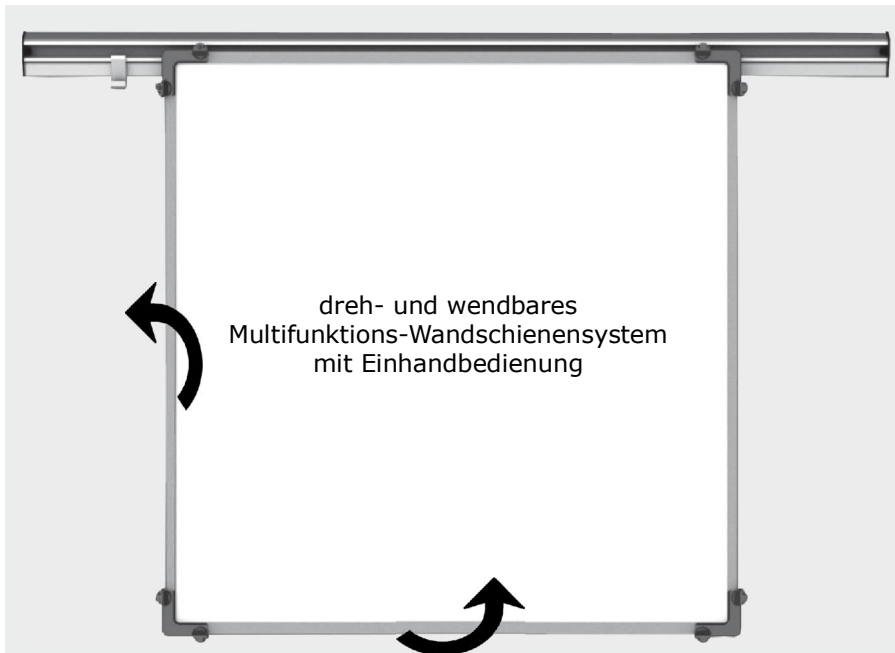 dreh- und wendbares
Multifunktions-Wandschienensystem
mit Einhandbedienung